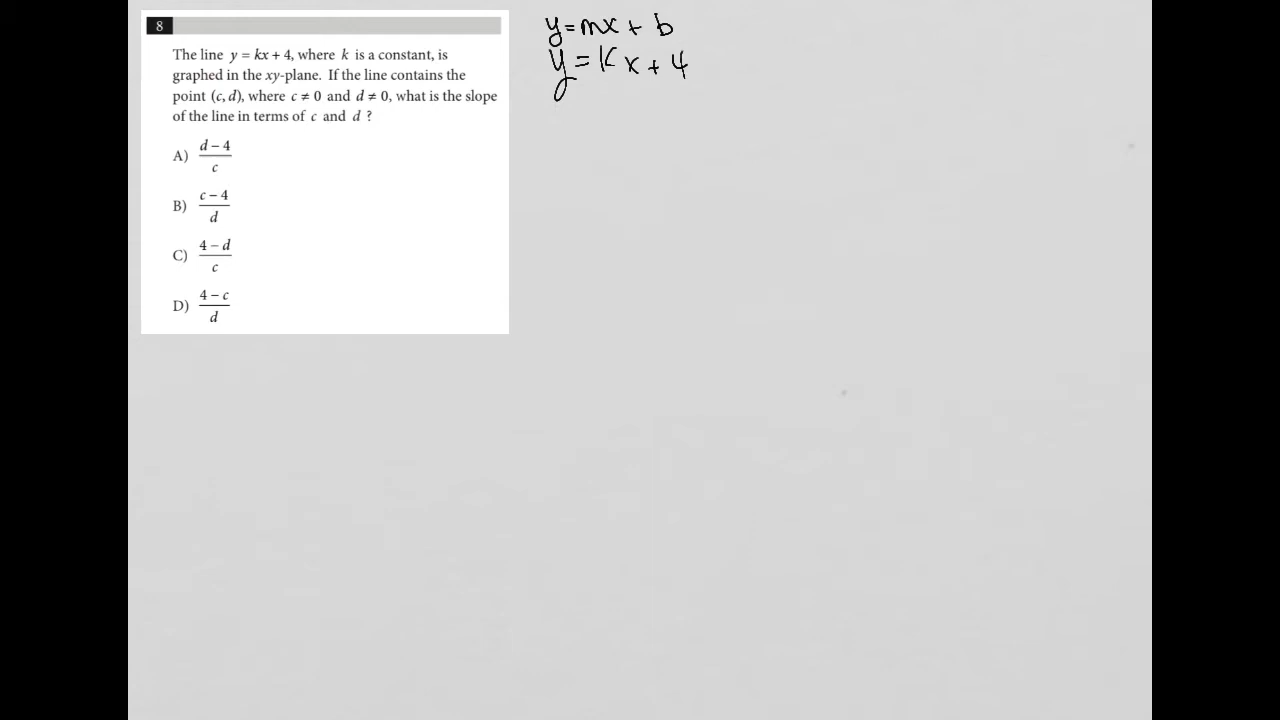 8
The line y = kx + 4, where k is a constant, is
graphed in the xy-plane. If the line contains the
point (c, d), where c ≠ 0 and d ≠ 0, what is the slope
of the line in terms of c and d ?
A) d − 4 / c
B) c − 4 / d
C) 4 − d / c
D) 4 − c / d
y = mx + b
y = Kx + 4